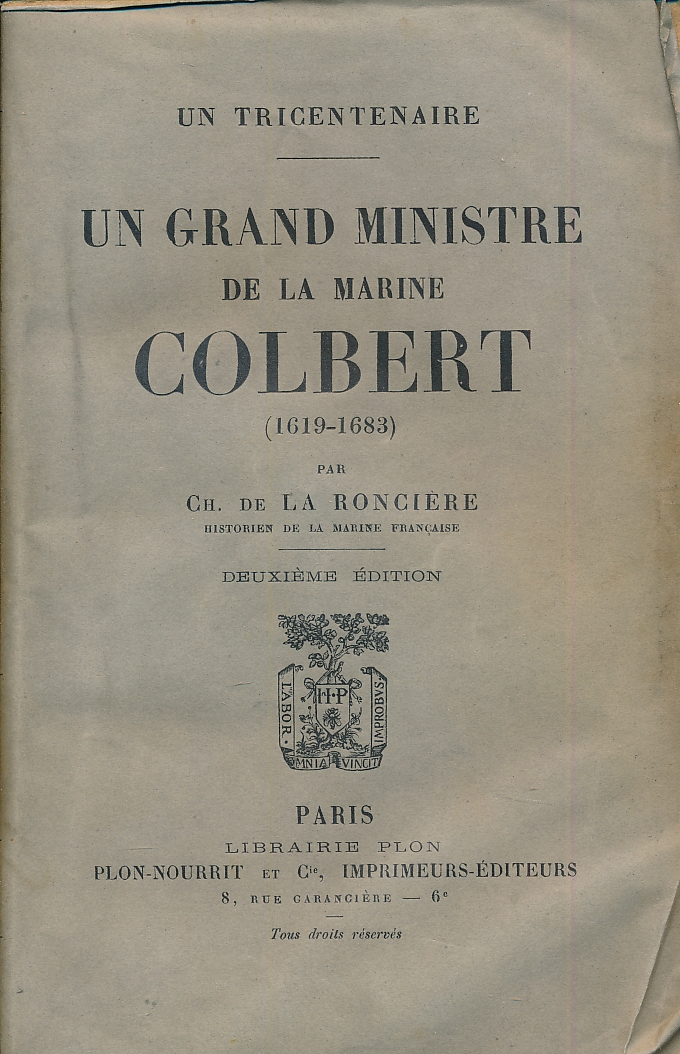 UN TRICENTENAIRE
UN GRAND MINISTRE
DE LA MARINE
COLBERT
(1619-1683)
PAR
CH. DE LA RONCIÈRE
HISTORIEN DE LA MARINE FRANÇAISE
DEUXIÈME ÉDITION
H·P
LABOR·
OMNIA VINCIT
IMPROBVS·
PARIS
LIBRAIRIE PLON
PLON-NOURRIT ET Cie, IMPRIMEURS-ÉDITEURS
8, RUE GARANCIÈRE — 6e
Tous droits réservés